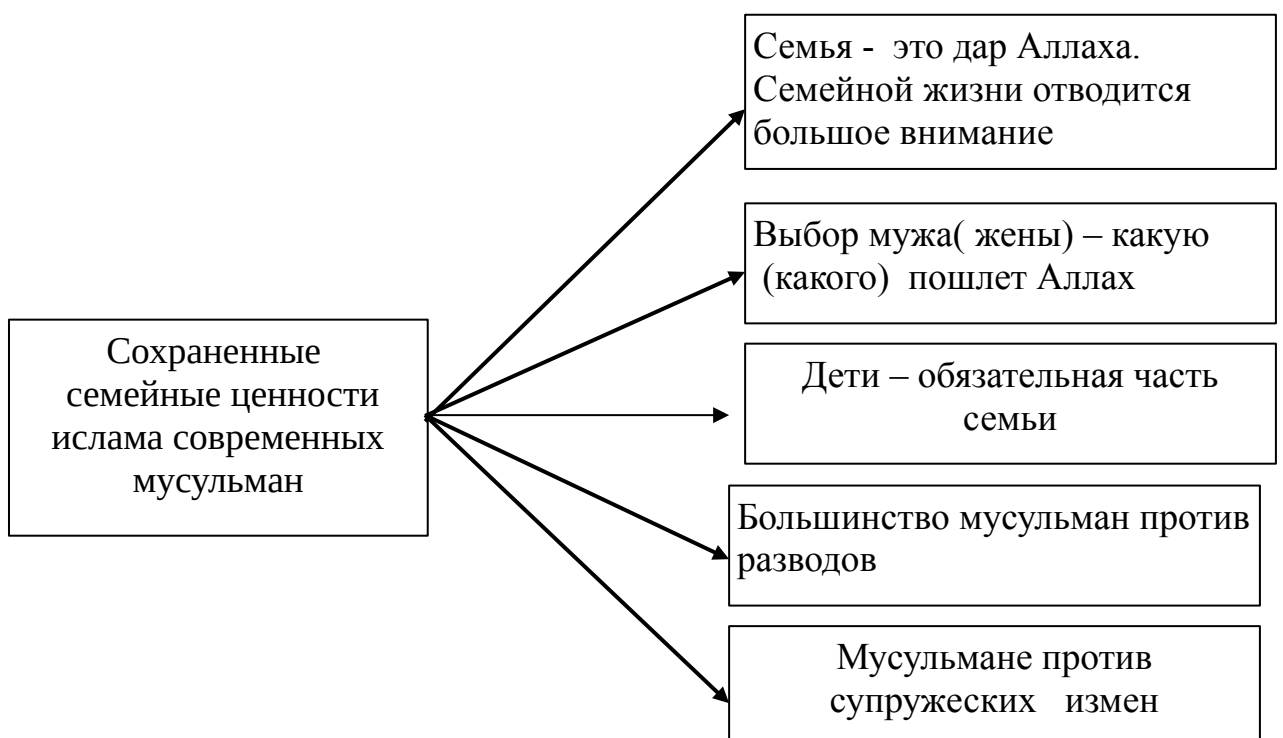 Семья - это дар Аллаха.
Семейной жизни отводится
большое внимание
Выбор мужа( жены) – какую
(какого) пошлет Аллах
Сохраненные
семейные ценности
ислама современных
мусульман
Дети – обязательная часть
семьи
Большинство мусульман против
разводов
Мусульмане против
супружеских измен